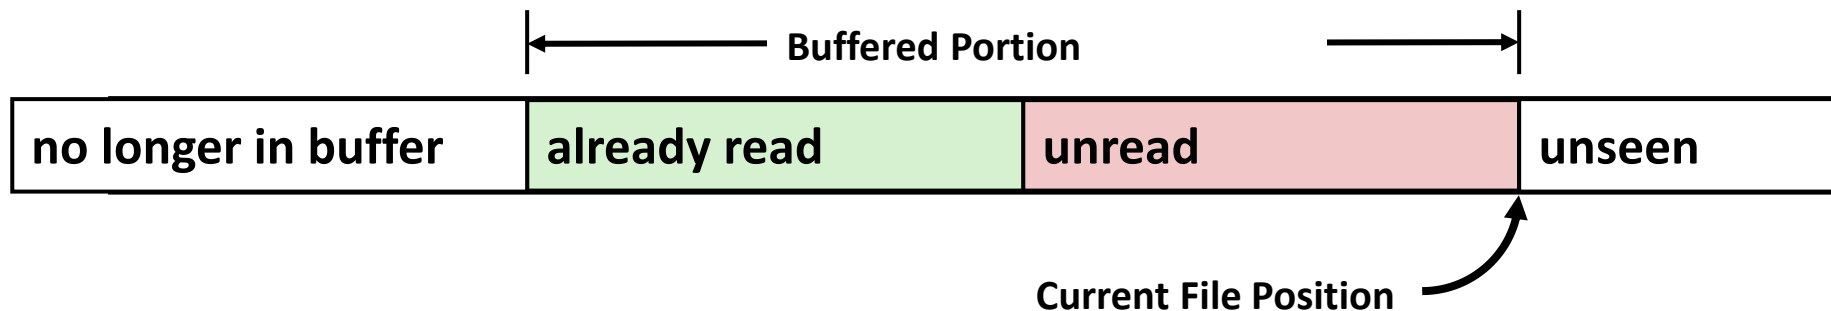 Buffered Portion
no longer in buffer
already read
unread
unseen
Current File Position